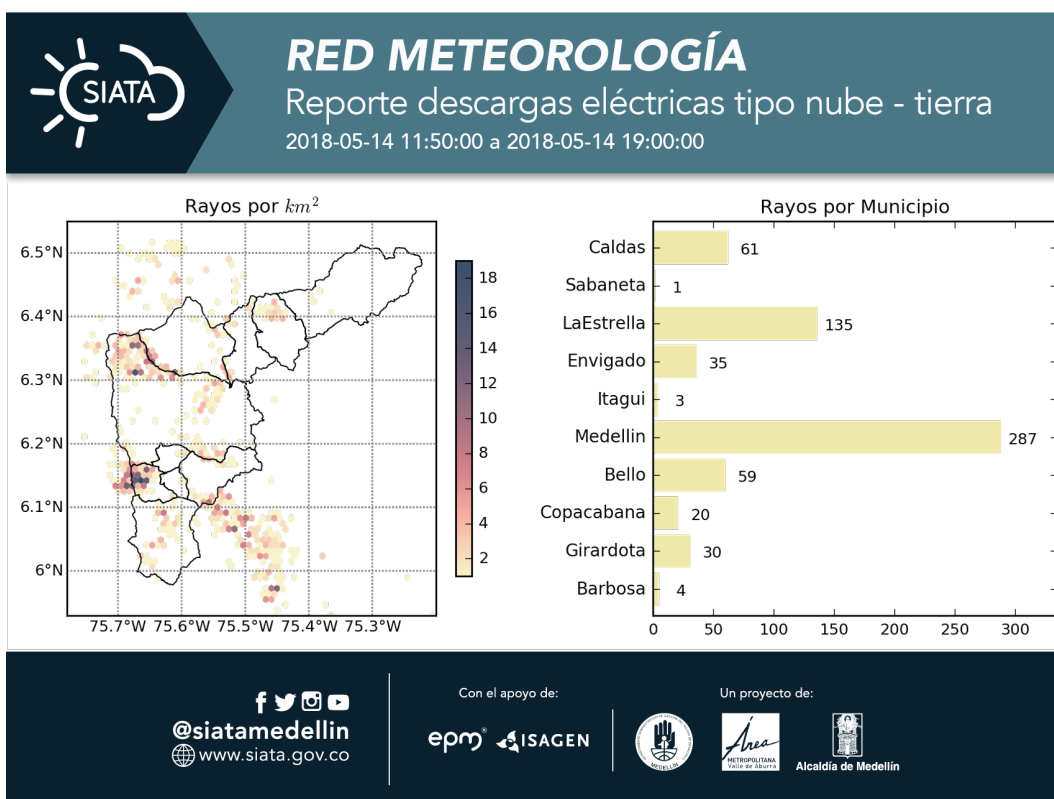 SIATA
RED METEOROLOGÍA
Reporte descargas eléctricas tipo nube - tierra
2018-05-14 11:50:00 a 2018-05-14 19:00:00
Rayos por km²
6.5°N
6.4°N
6.3°N
6.2°N
6.1°N
6°N
75.7°W 75.6°W 75.5°W 75.4°W 75.3°W
18
16
14
12
10
8
6
4
2
Rayos por Municipio
Caldas 61
Sabaneta 1
LaEstrella 135
Envigado 35
Itagui 3
Medellin 287
Bello 59
Copacabana 20
Girardota 30
Barbosa 4
0 50 100 150 200 250 300
@siatamedellin
www.siata.gov.co
Con el apoyo de:
epm® ISAGEN
Un proyecto de:
MEDELLÍN
Área
METROPOLITANA
Valle de Aburrá
Alcaldía de Medellín